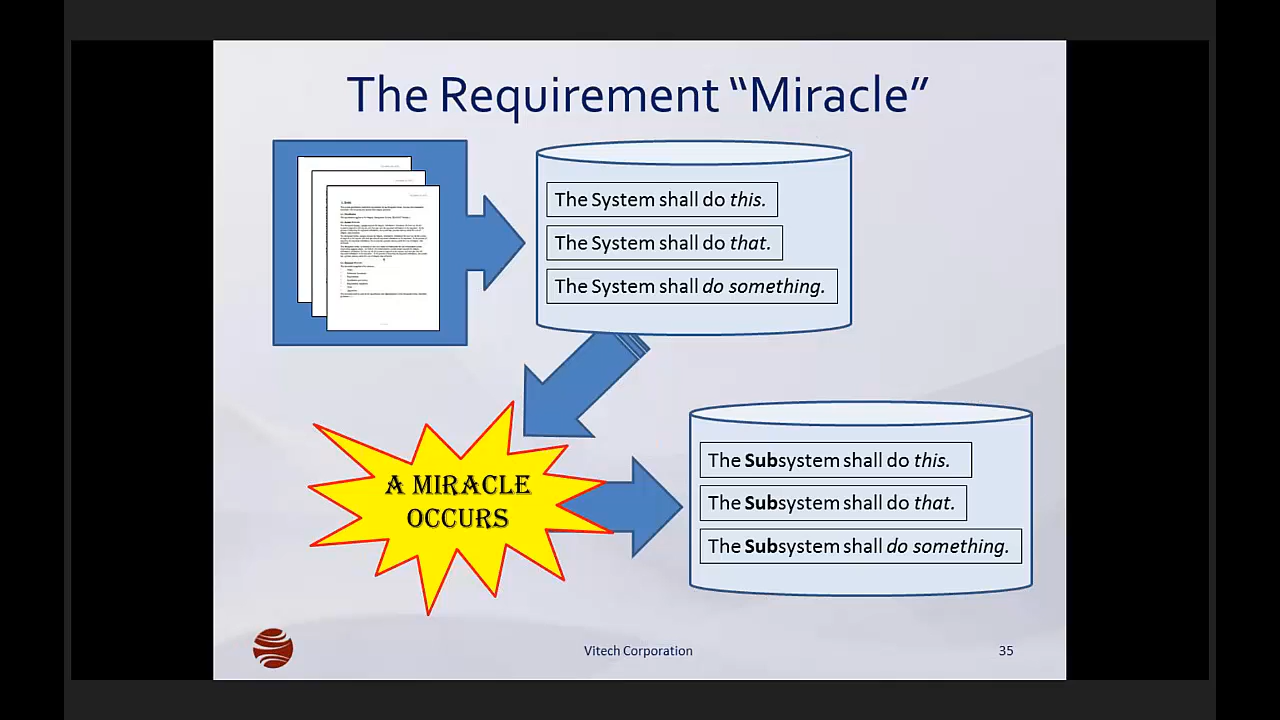 The Requirement “Miracle”
The System shall do this.
The System shall do that.
The System shall do something.
A MIRACLE
OCCURS
The Subsystem shall do this.
The Subsystem shall do that.
The Subsystem shall do something.
Vitech Corporation
35